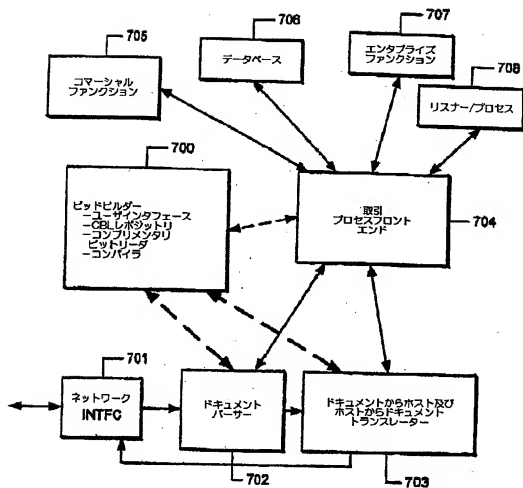 705
コマーシャル
ファンクション
706
データベース
707
エンタプライズ
ファンクション
708
リスナー/プロセス
700
ビッドビルダー
－ユーザインタフェース
－CBLレポジットリ
－コンプリメンタリ
ビットリーダ
－コンパイラ
取引
プロセスフロント
エンド
704
701
ネットワーク
INTFC
ドキュメント
パーサー
702
ドキュメントからホスト及び
ホストからドキュメント
トランスレーター
703